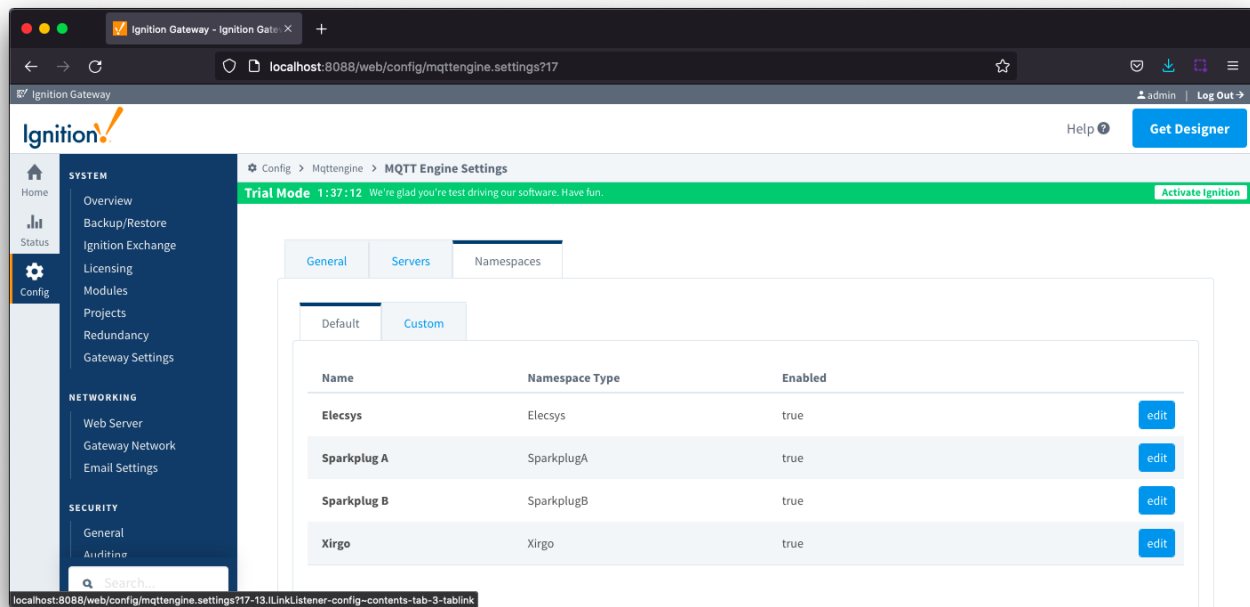 Ignition Gateway - Ignition Gate
localhost:8088/web/config/mqttengine.settings?17
Ignition Gateway
admin | Log Out
Ignition!
Help
Get Designer
Home
Status
Config
SYSTEM
Overview
Backup/Restore
Ignition Exchange
Licensing
Modules
Projects
Redundancy
Gateway Settings
NETWORKING
Web Server
Gateway Network
Email Settings
SECURITY
General
Auditing
Search...
Config > Mqttengine > MQTT Engine Settings
Trial Mode 1:37:12 We're glad you're test driving our software. Have fun.
Activate Ignition
General Servers Namespaces
Default Custom
Name Namespace Type Enabled
Elecsys Elecsys true edit
Sparkplug A SparkplugA true edit
Sparkplug B SparkplugB true edit
Xirgo Xirgo true edit
localhost:8088/web/config/mqttengine.settings?17-13.ILinkListener-config~contents-tab-3-tablink